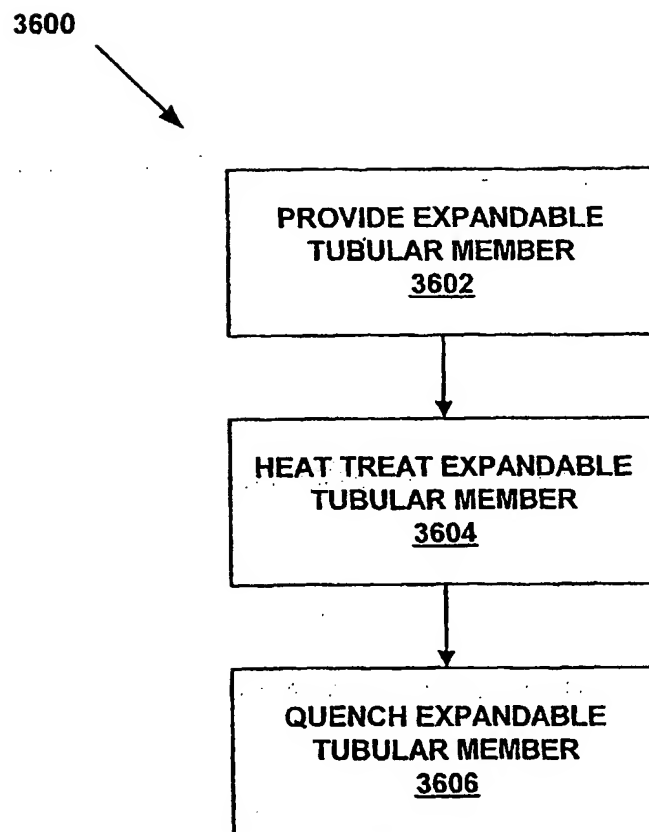 3600
PROVIDE EXPANDABLE
TUBULAR MEMBER
3602
HEAT TREAT EXPANDABLE
TUBULAR MEMBER
3604
QUENCH EXPANDABLE
TUBULAR MEMBER
3606